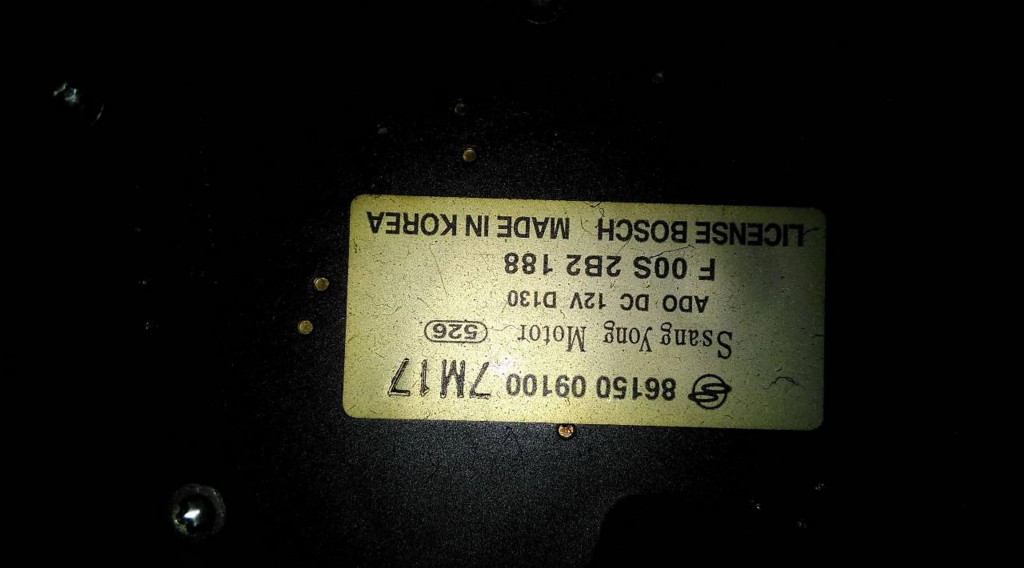 86150 09100 7M17
Ssang Yong Motor 526
ADO DC 12V D130
F 00S 2B2 188
LICENSE BOSCH MADE IN KOREA